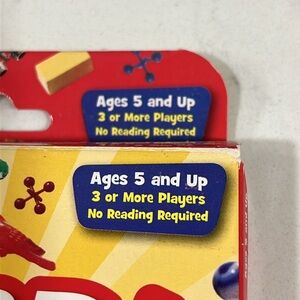 Ages 5 and Up
3 or More Players
No Reading Required
Ages 5 and Up
3 or More Players
No Reading Required